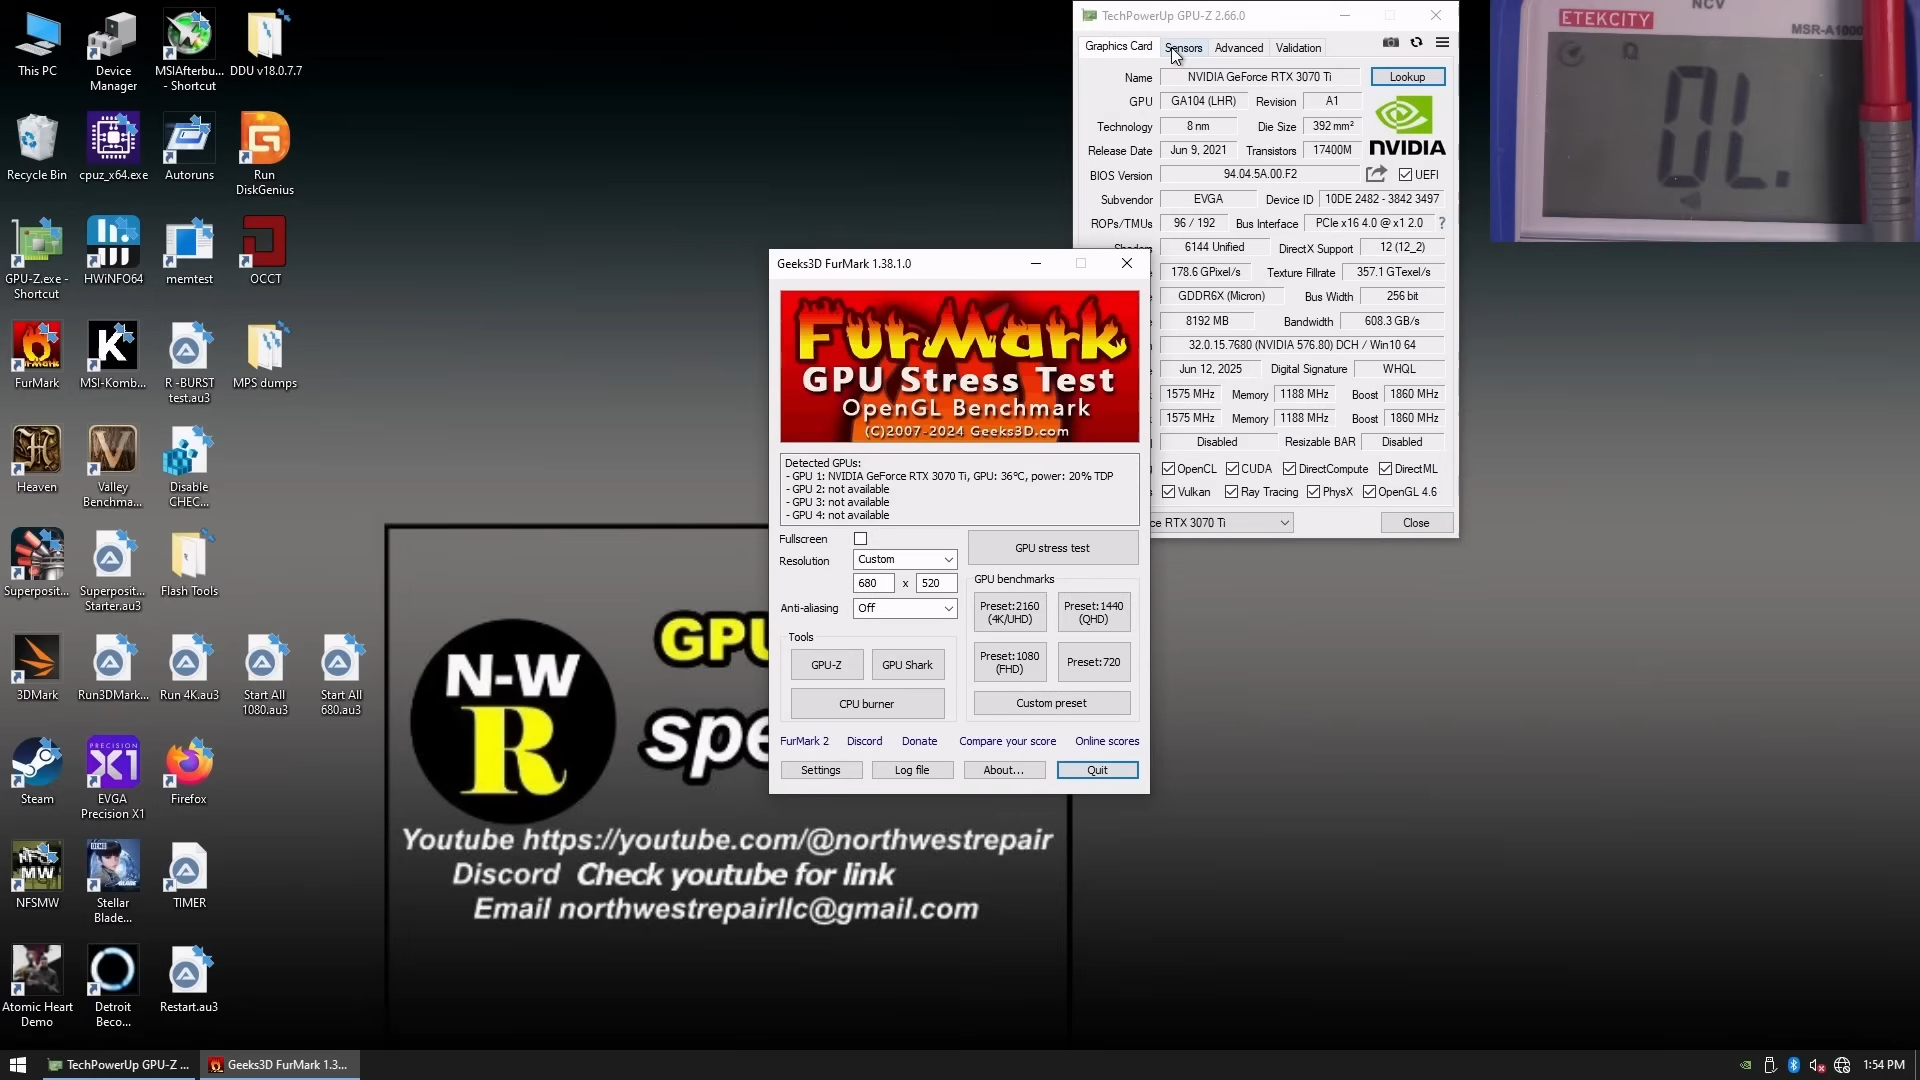 This PC
Device
Manager
MSIAfterbu...
- Shortcut
DDU v18.0.7.7
Recycle Bin
cpuz_x64.exe
Autoruns
Run
DiskGenius
GPU-Z.exe -
Shortcut
HWiNFO64
memtest
OCCT
FurMark
MSI-Komb...
R -BURST
test.au3
MPS dumps
Heaven
Valley
Benchma...
Disable
CHEC...
Superposit...
Superposit...
Starter.au3
Flash Tools
3DMark
Run3DMark...
Run 4K.au3
Start All
1080.au3
Start All
680.au3
Steam
EVGA
Precision X1
Firefox
NFSMW
Stellar
Blade...
TIMER
Atomic Heart
Demo
Detroit
Beco...
Restart.au3
N-W
R
GPU
spe
Youtube https://youtube.com/@northwestrepair
Discord Check youtube for link
Email northwestrepairllc@gmail.com
Geeks3D FurMark 1.38.1.0
FurMark
GPU Stress Test
OpenGL Benchmark
(C)2007-2024 Geeks3D.com
Detected GPUs:
- GPU 1: NVIDIA GeForce RTX 3070 Ti, GPU: 36°C, power: 20% TDP
- GPU 2: not available
- GPU 3: not available
- GPU 4: not available
Fullscreen
Resolution Custom
680 x 520
Anti-aliasing Off
GPU stress test
GPU benchmarks
Preset:2160
(4K/UHD)
Preset:1440
(QHD)
Preset:1080
(FHD)
Preset:720
Custom preset
Tools
GPU-Z GPU Shark
CPU burner
FurMark 2 Discord Donate Compare your score Online scores
Settings Log file About... Quit
TechPowerUp GPU-Z 2.66.0
Graphics Card Sensors Advanced Validation
Name NVIDIA GeForce RTX 3070 Ti Lookup
GPU GA104 (LHR) Revision A1
Technology 8 nm Die Size 392 mm²
Release Date Jun 9, 2021 Transistors 17400M
NVIDIA
BIOS Version 94.04.5A.00.F2 UEFI
Subvendor EVGA Device ID 10DE 2482 - 3842 3497
ROPs/TMUs 96 / 192 Bus Interface PCIe x16 4.0 @ x1 2.0 ?
6144 Unified DirectX Support 12 (12_2)
178.6 GPixel/s Texture Fillrate 357.1 GTexel/s
GDDR6X (Micron) Bus Width 256 bit
8192 MB Bandwidth 608.3 GB/s
32.0.15.7680 (NVIDIA 576.80) DCH / Win10 64
Jun 12, 2025 Digital Signature WHQL
1575 MHz Memory 1188 MHz Boost 1860 MHz
1575 MHz Memory 1188 MHz Boost 1860 MHz
Disabled Resizable BAR Disabled
OpenCL CUDA DirectCompute DirectML
Vulkan Ray Tracing PhysX OpenGL 4.6
ce RTX 3070 Ti Close
NCV
ETEKCITY
MSR-A1000
0L.
TechPowerUp GPU-Z ...
Geeks3D FurMark 1.3...
1:54 PM